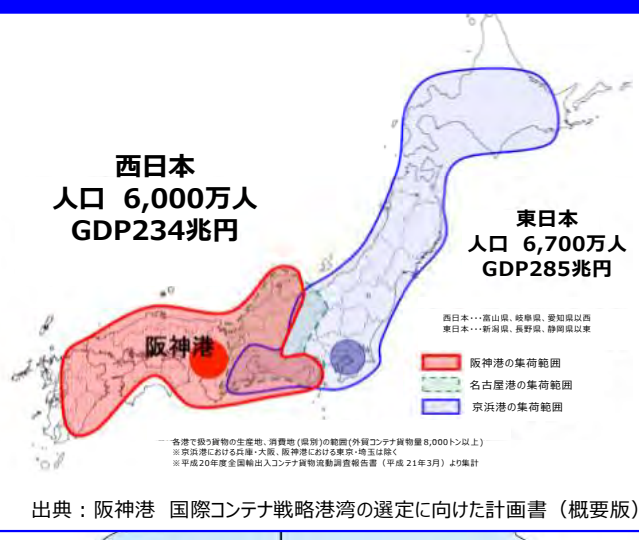 西日本
人口 6,000万人
GDP234兆円
東日本
人口 6,700万人
GDP285兆円
西日本・・・富山県、岐阜県、愛知県以西
東日本・・・新潟県、長野県、静岡県以東
阪神港
阪神港の集荷範囲
名古屋港の集荷範囲
京浜港の集荷範囲
各港で扱う貨物の生産地、消費地(県別)の範囲(外貿コンテナ貨物量8,000トン以上)
※京浜港における兵庫・大阪、阪神港における東京・埼玉は除く
※平成20年度全国輸出入コンテナ貨物流動調査報告書（平成 21年3月）より集計
出典：阪神港 国際コンテナ戦略港湾の選定に向けた計画書（概要版）